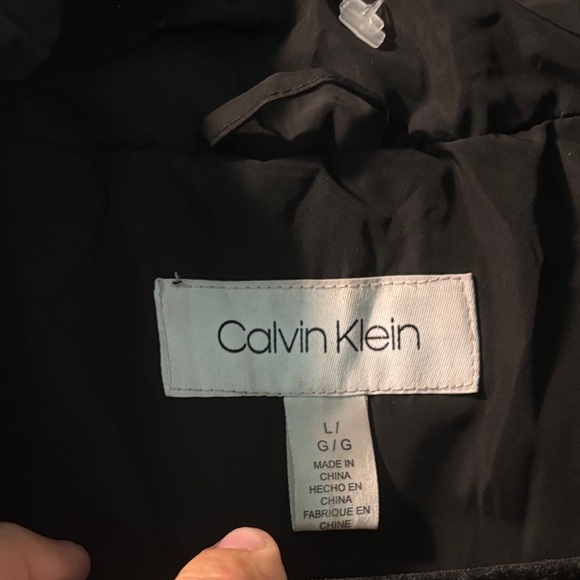 Calvin Klein
L/
G/G
MADE IN
CHINA
HECHO EN
CHINA
FABRIQUE EN
CHINE